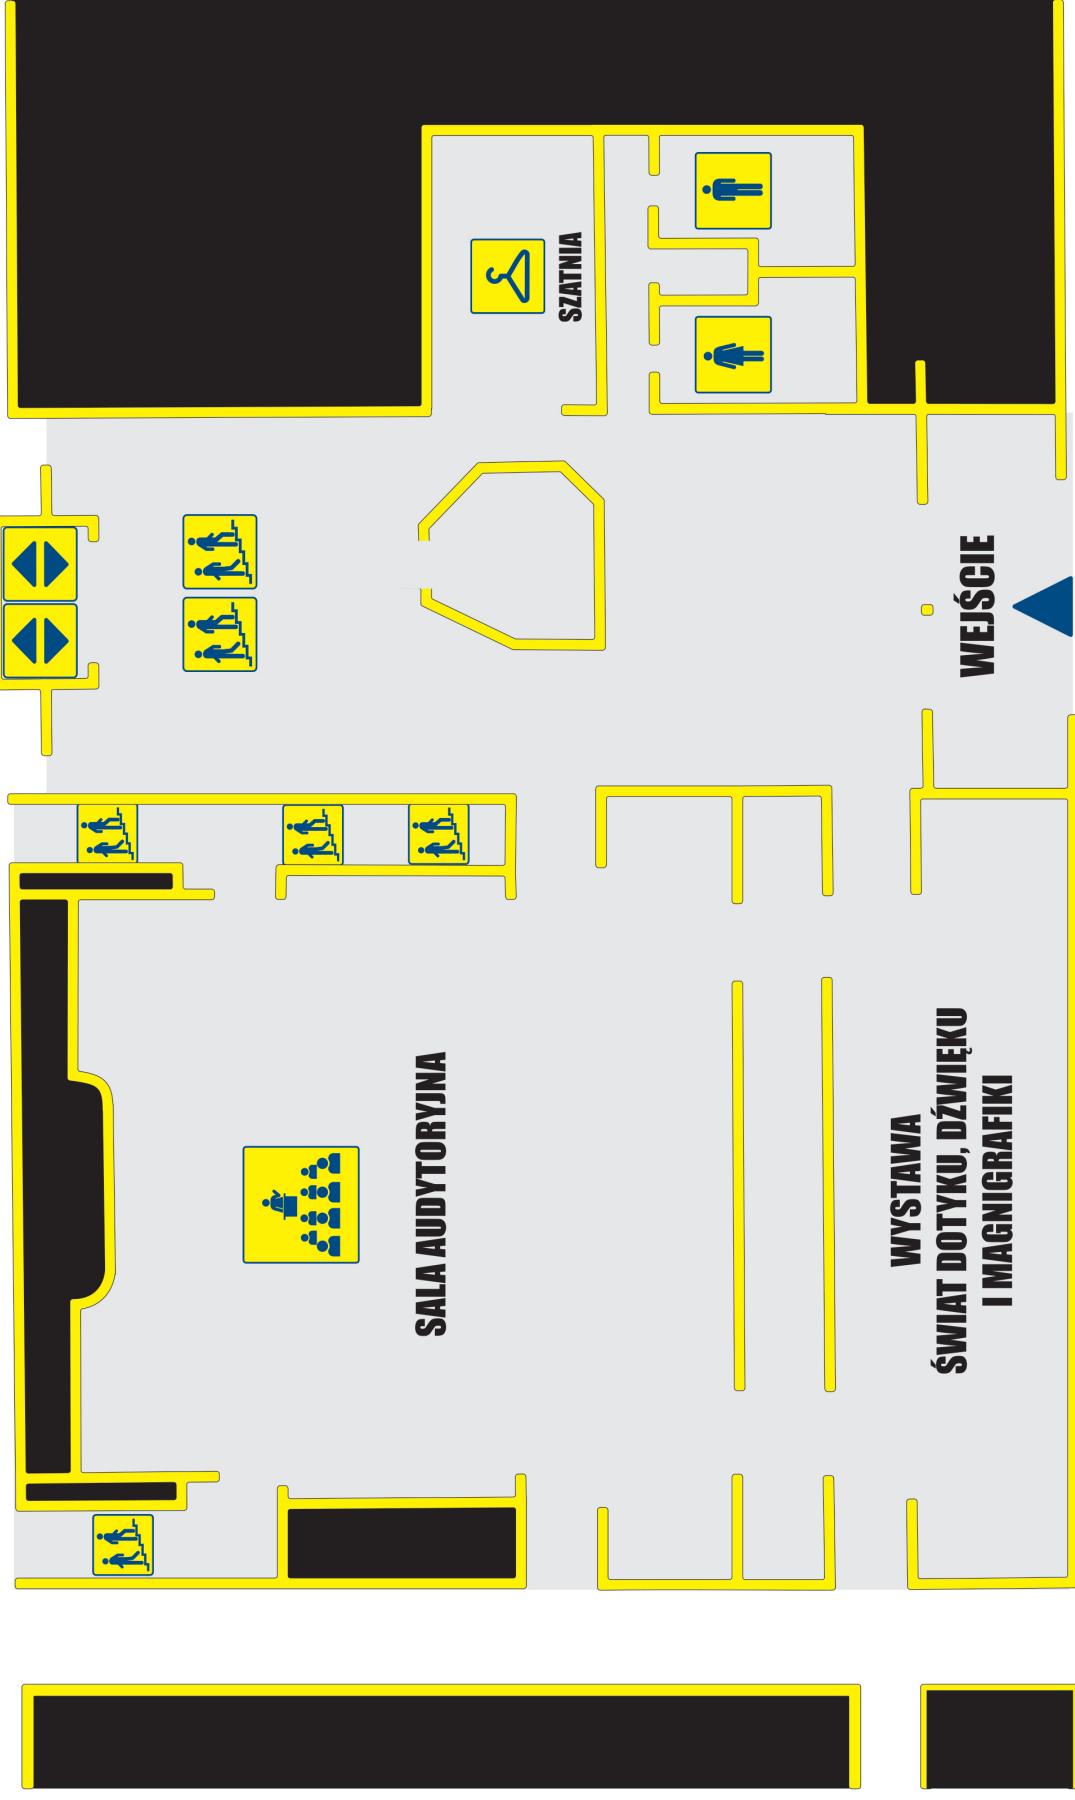 SZATNIA
WEJŚCIE
SALA AUDYTORYJNA
WYSTAWA
ŚWIAT DOTYKU, DŹWIĘKU
I MAGNIGRAFIKI